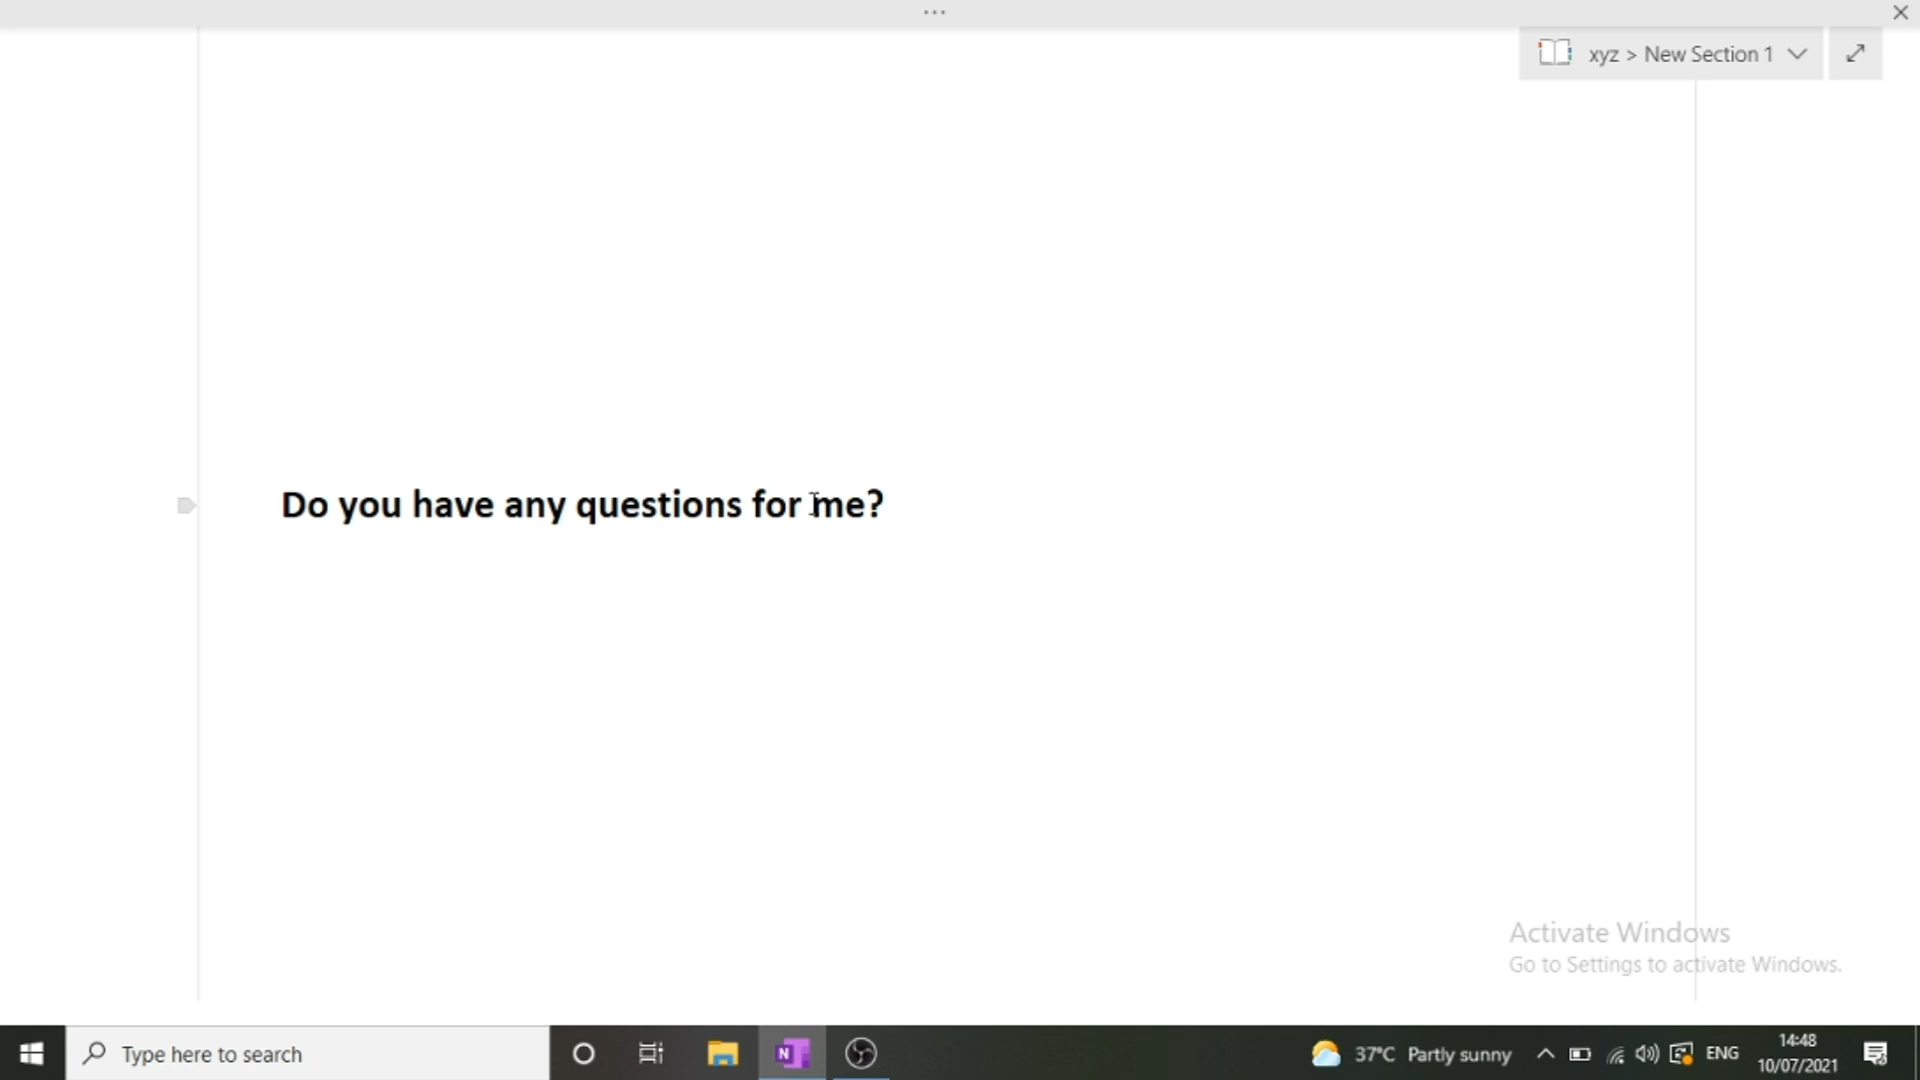 xyz > New Section 1
Do you have any questions for me?
Activate Windows
Go to Settings to activate Windows.
Type here to search
37°C Partly sunny
ENG
14:48
10/07/2021